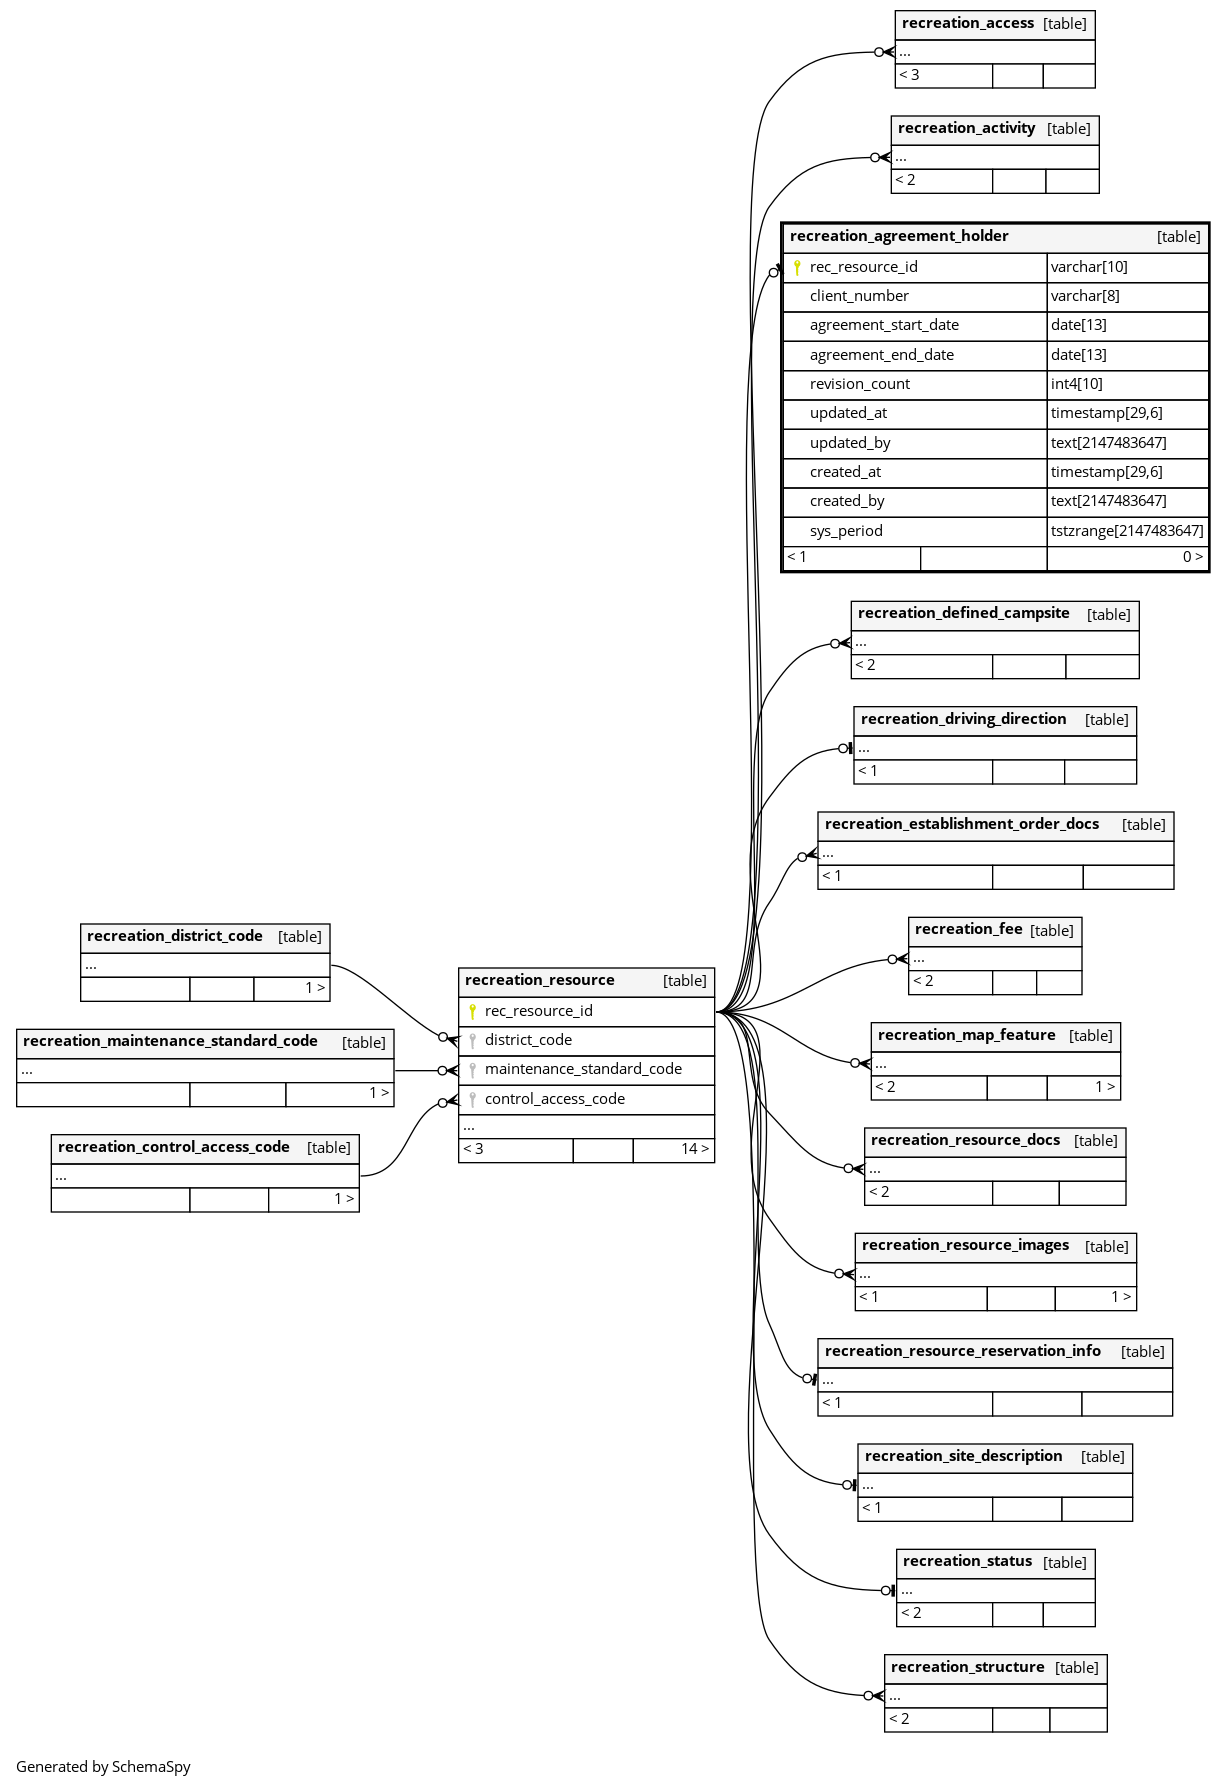 recreation_access [table]
...
< 3
recreation_activity [table]
...
< 2
recreation_agreement_holder [table]
rec_resource_id varchar[10]
client_number varchar[8]
agreement_start_date date[13]
agreement_end_date date[13]
revision_count int4[10]
updated_at timestamp[29,6]
updated_by text[2147483647]
created_at timestamp[29,6]
created_by text[2147483647]
sys_period tstzrange[2147483647]
< 1 0 >
recreation_defined_campsite [table]
...
< 2
recreation_driving_direction [table]
...
< 1
recreation_establishment_order_docs [table]
...
< 1
recreation_district_code [table]
...
1 >
recreation_maintenance_standard_code [table]
...
1 >
recreation_control_access_code [table]
...
1 >
recreation_resource [table]
rec_resource_id
district_code
maintenance_standard_code
control_access_code
...
< 3 14 >
recreation_fee [table]
...
< 2
recreation_map_feature [table]
...
< 2 1 >
recreation_resource_docs [table]
...
< 2
recreation_resource_images [table]
...
< 1 1 >
recreation_resource_reservation_info [table]
...
< 1
recreation_site_description [table]
...
< 1
recreation_status [table]
...
< 2
recreation_structure [table]
...
< 2
Generated by SchemaSpy